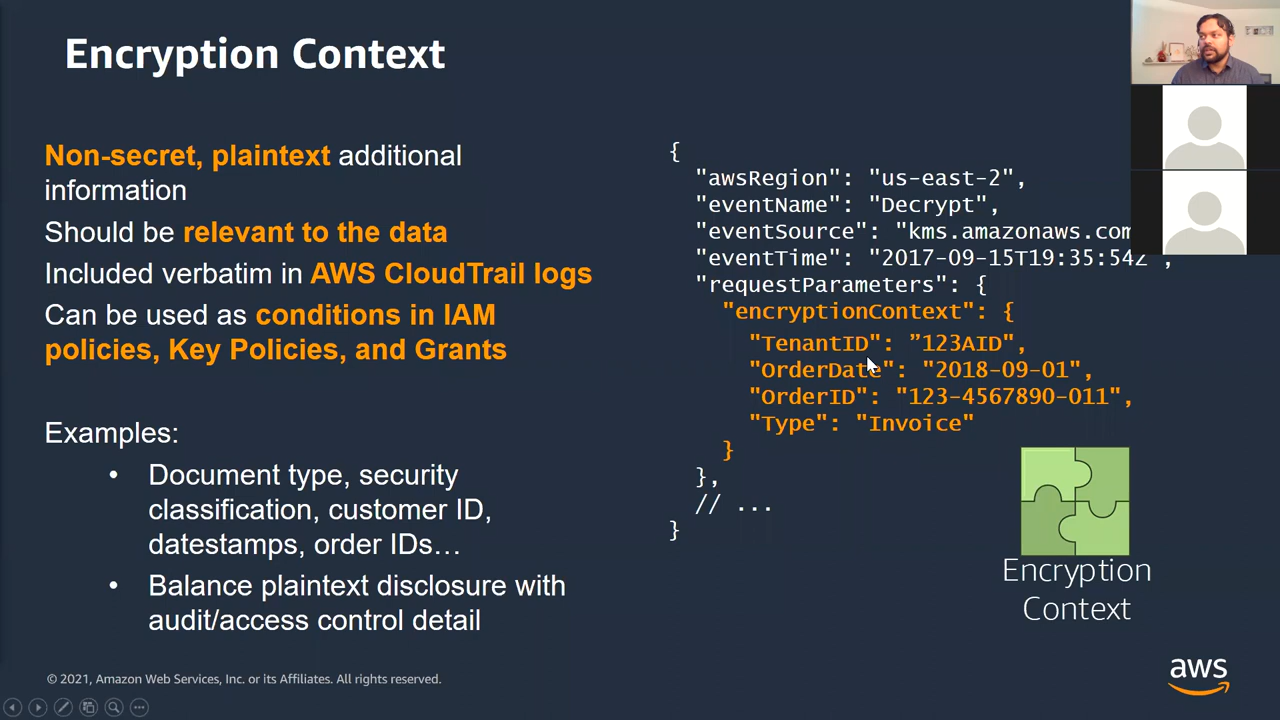 Encryption Context
Non-secret, plaintext additional
information
Should be relevant to the data
Included verbatim in AWS CloudTrail logs
Can be used as conditions in IAM
policies, Key Policies, and Grants
Examples:
• Document type, security
classification, customer ID,
datestamps, order IDs…
• Balance plaintext disclosure with
audit/access control detail
{
"awsRegion": "us-east-2",
"eventName": "Decrypt",
"eventSource": "kms.amazonaws.com
"eventTime": "2017-09-15T19:35:54Z",
"requestParameters": {
"encryptionContext": {
"TenantID": ”123AID",
"OrderDate": "2018-09-01",
"OrderID": "123-4567890-011",
"Type": "Invoice"
}
},
// ...
}
Encryption
Context
© 2021, Amazon Web Services, Inc. or its Affiliates. All rights reserved.
aws